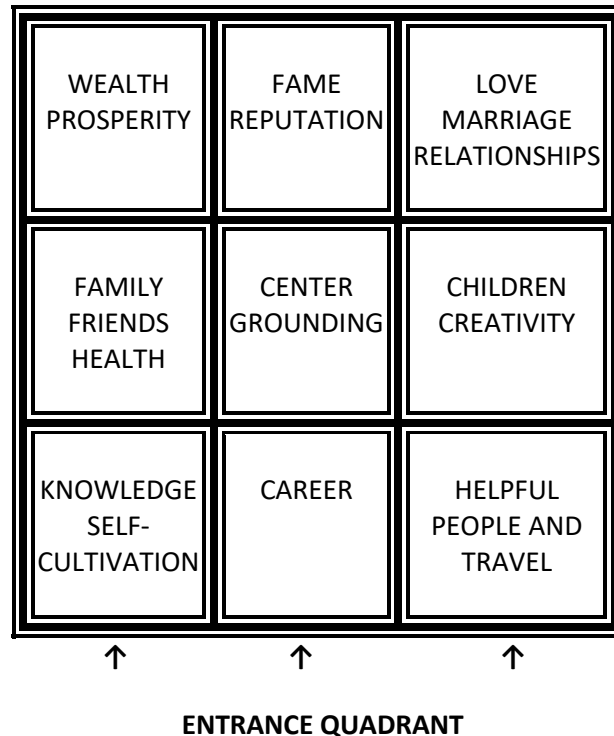 WEALTH
PROSPERITY
FAME
REPUTATION
LOVE
MARRIAGE
RELATIONSHIPS
FAMILY
FRIENDS
HEALTH
CENTER
GROUNDING
CHILDREN
CREATIVITY
KNOWLEDGE
SELF-
CULTIVATION
CAREER
HELPFUL
PEOPLE AND
TRAVEL
↑ ↑ ↑
ENTRANCE QUADRANT